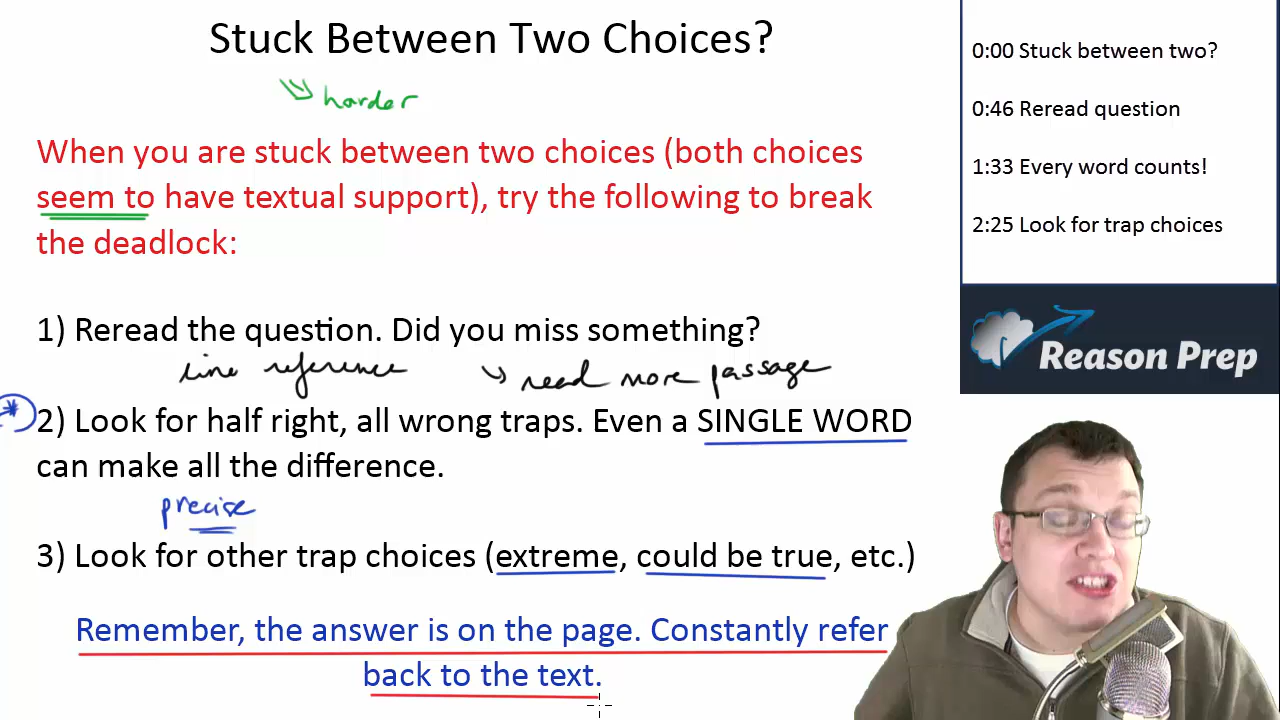 Stuck Between Two Choices?
harder
When you are stuck between two choices (both choices
seem to have textual support), try the following to break
the deadlock:
1) Reread the question. Did you miss something?
line reference
read more passage
2) Look for half right, all wrong traps. Even a SINGLE WORD
can make all the difference.
precise
3) Look for other trap choices (extreme, could be true, etc.)
Remember, the answer is on the page. Constantly refer
back to the text.
0:00 Stuck between two?
0:46 Reread question
1:33 Every word counts!
2:25 Look for trap choices
Reason Prep